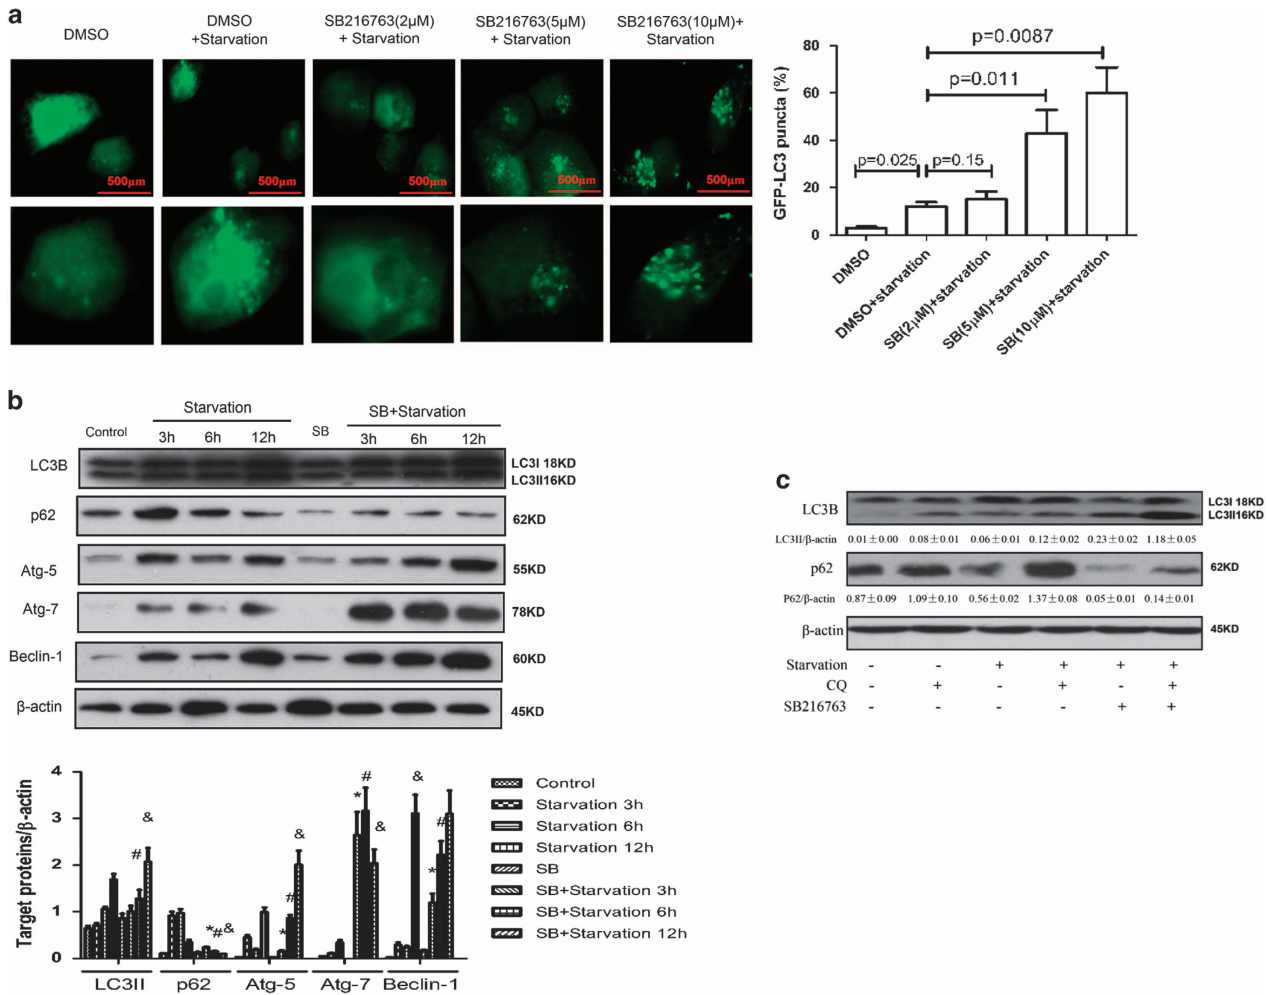 a
DMSO
DMSO
+Starvation
SB216763(2μM)
+ Starvation
SB216763(5μM)
+ Starvation
SB216763(10μM)+
Starvation
500μm
500μm
500μm
500μm
GFP-LC3 puncta (%)
80
60
40
20
0
p=0.0087
p=0.011
p=0.025
p=0.15
DMSO
DMSO+starvation
SB(2μM)+starvation
SB(5μM)+starvation
SB(10μM)+starvation
b
Control
Starvation
3h 6h 12h
SB
SB+Starvation
3h 6h 12h
LC3B
LC3I 18KD
LC3II16KD
p62
62KD
Atg-5
55KD
Atg-7
78KD
Beclin-1
60KD
β-actin
45KD
Target proteins/β-actin
4
3
2
1
0
# &
*# &
* # &
* # &
& * #
LC3II p62 Atg-5 Atg-7 Beclin-1
Control
Starvation 3h
Starvation 6h
Starvation 12h
SB
SB+Starvation 3h
SB+Starvation 6h
SB+Starvation 12h
c
LC3B
LC3I 18KD
LC3II16KD
LC3II/β-actin 0.01±0.00 0.08±0.01 0.06±0.01 0.12±0.02 0.23±0.02 1.18±0.05
p62
62KD
P62/β-actin 0.87±0.09 1.09±0.10 0.56±0.02 1.37±0.08 0.05±0.01 0.14±0.01
β-actin
45KD
Starvation - - + + + +
CQ - + - + - +
SB216763 - - - - + +